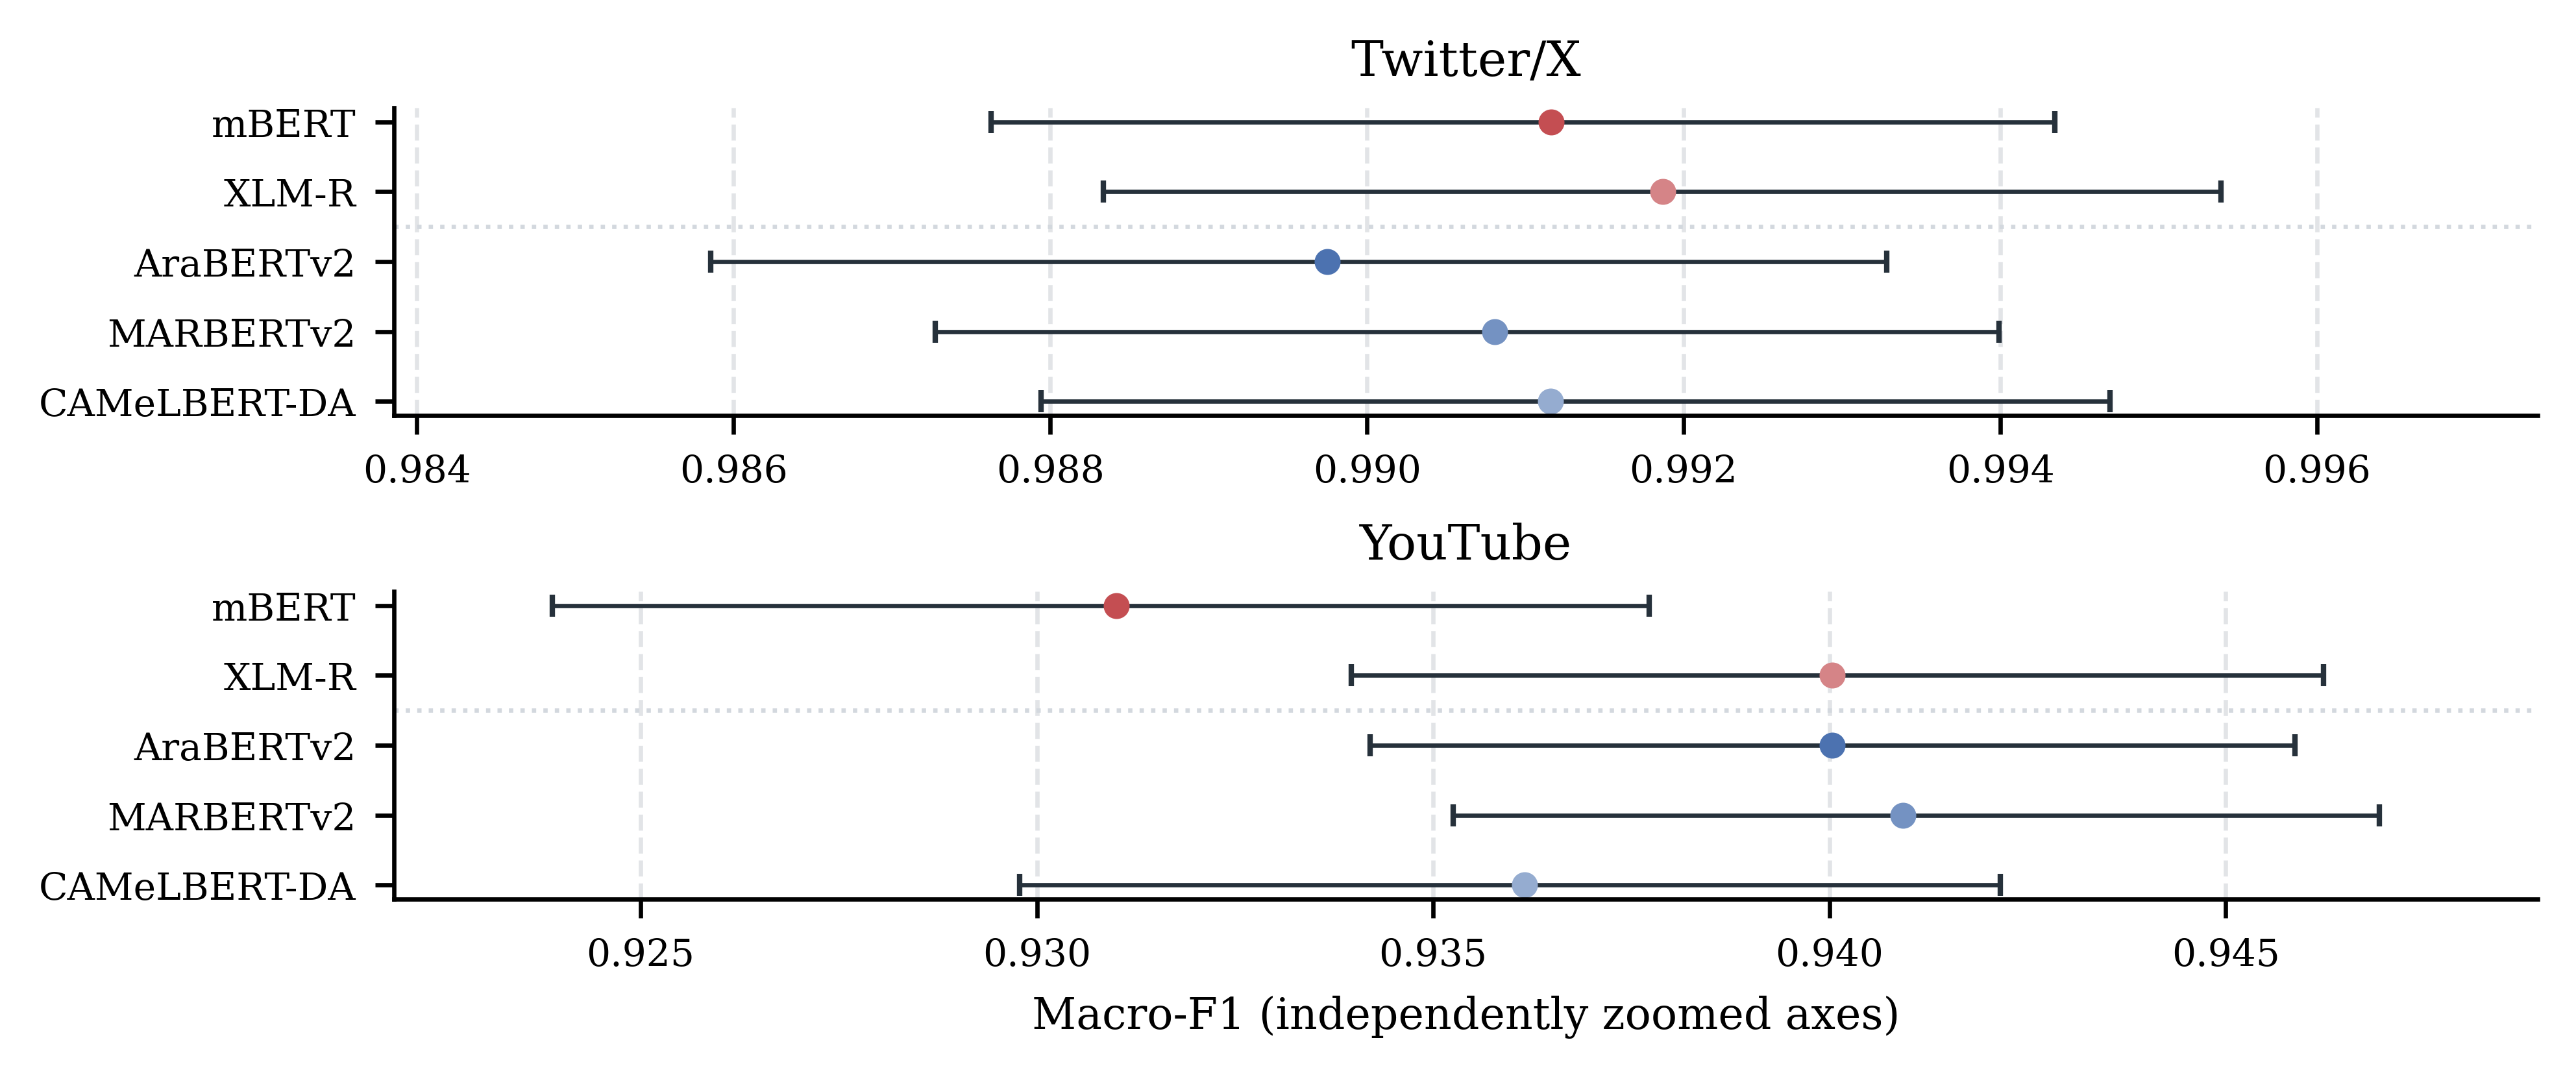 Twitter/X
mBERT
XLM-R
AraBERTv2
MARBERTv2
CAMeLBERT-DA
0.984 0.986 0.988 0.990 0.992 0.994 0.996
YouTube
mBERT
XLM-R
AraBERTv2
MARBERTv2
CAMeLBERT-DA
0.925 0.930 0.935 0.940 0.945
Macro-F1 (independently zoomed axes)